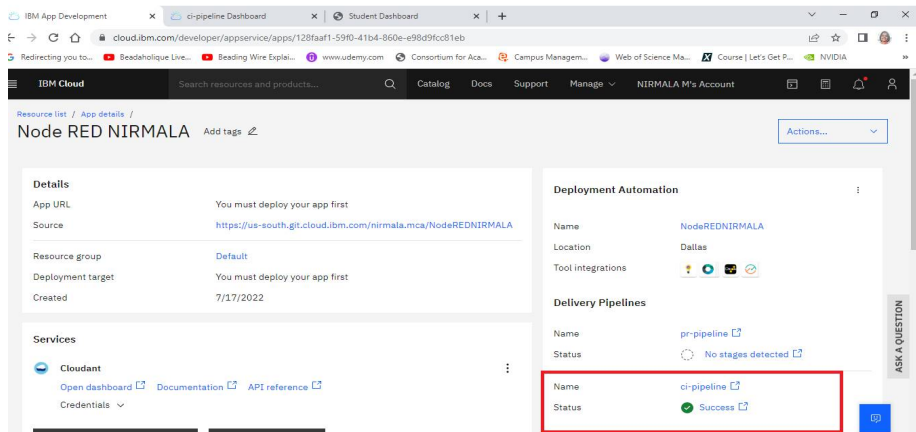 IBM App Development
ci-pipeline Dashboard
Student Dashboard
cloud.ibm.com/developer/appservice/apps/128faaf1-59f0-41b4-860e-e98d9fcc81eb
Redirecting you to... Beadaholique Live... Beading Wire Explai... www.udemy.com Consortium for Aca... Campus Managem... Web of Science Ma... Course | Let's Get P... NVIDIA
IBM Cloud Search resources and products... Catalog Docs Support Manage NIRMALA M's Account
Resource list / App details /
Node RED NIRMALA Add tags
Actions...
Details
App URL You must deploy your app first
Source https://us-south.git.cloud.ibm.com/nirmala.mca/NodeREDNIRMALA
Resource group Default
Deployment target You must deploy your app first
Created 7/17/2022
Services
Cloudant
Open dashboard Documentation API reference
Credentials
Deployment Automation
Name NodeREDNIRMALA
Location Dallas
Tool integrations
Delivery Pipelines
Name pr-pipeline
Status No stages detected
Name ci-pipeline
Status Success
ASK A QUESTION